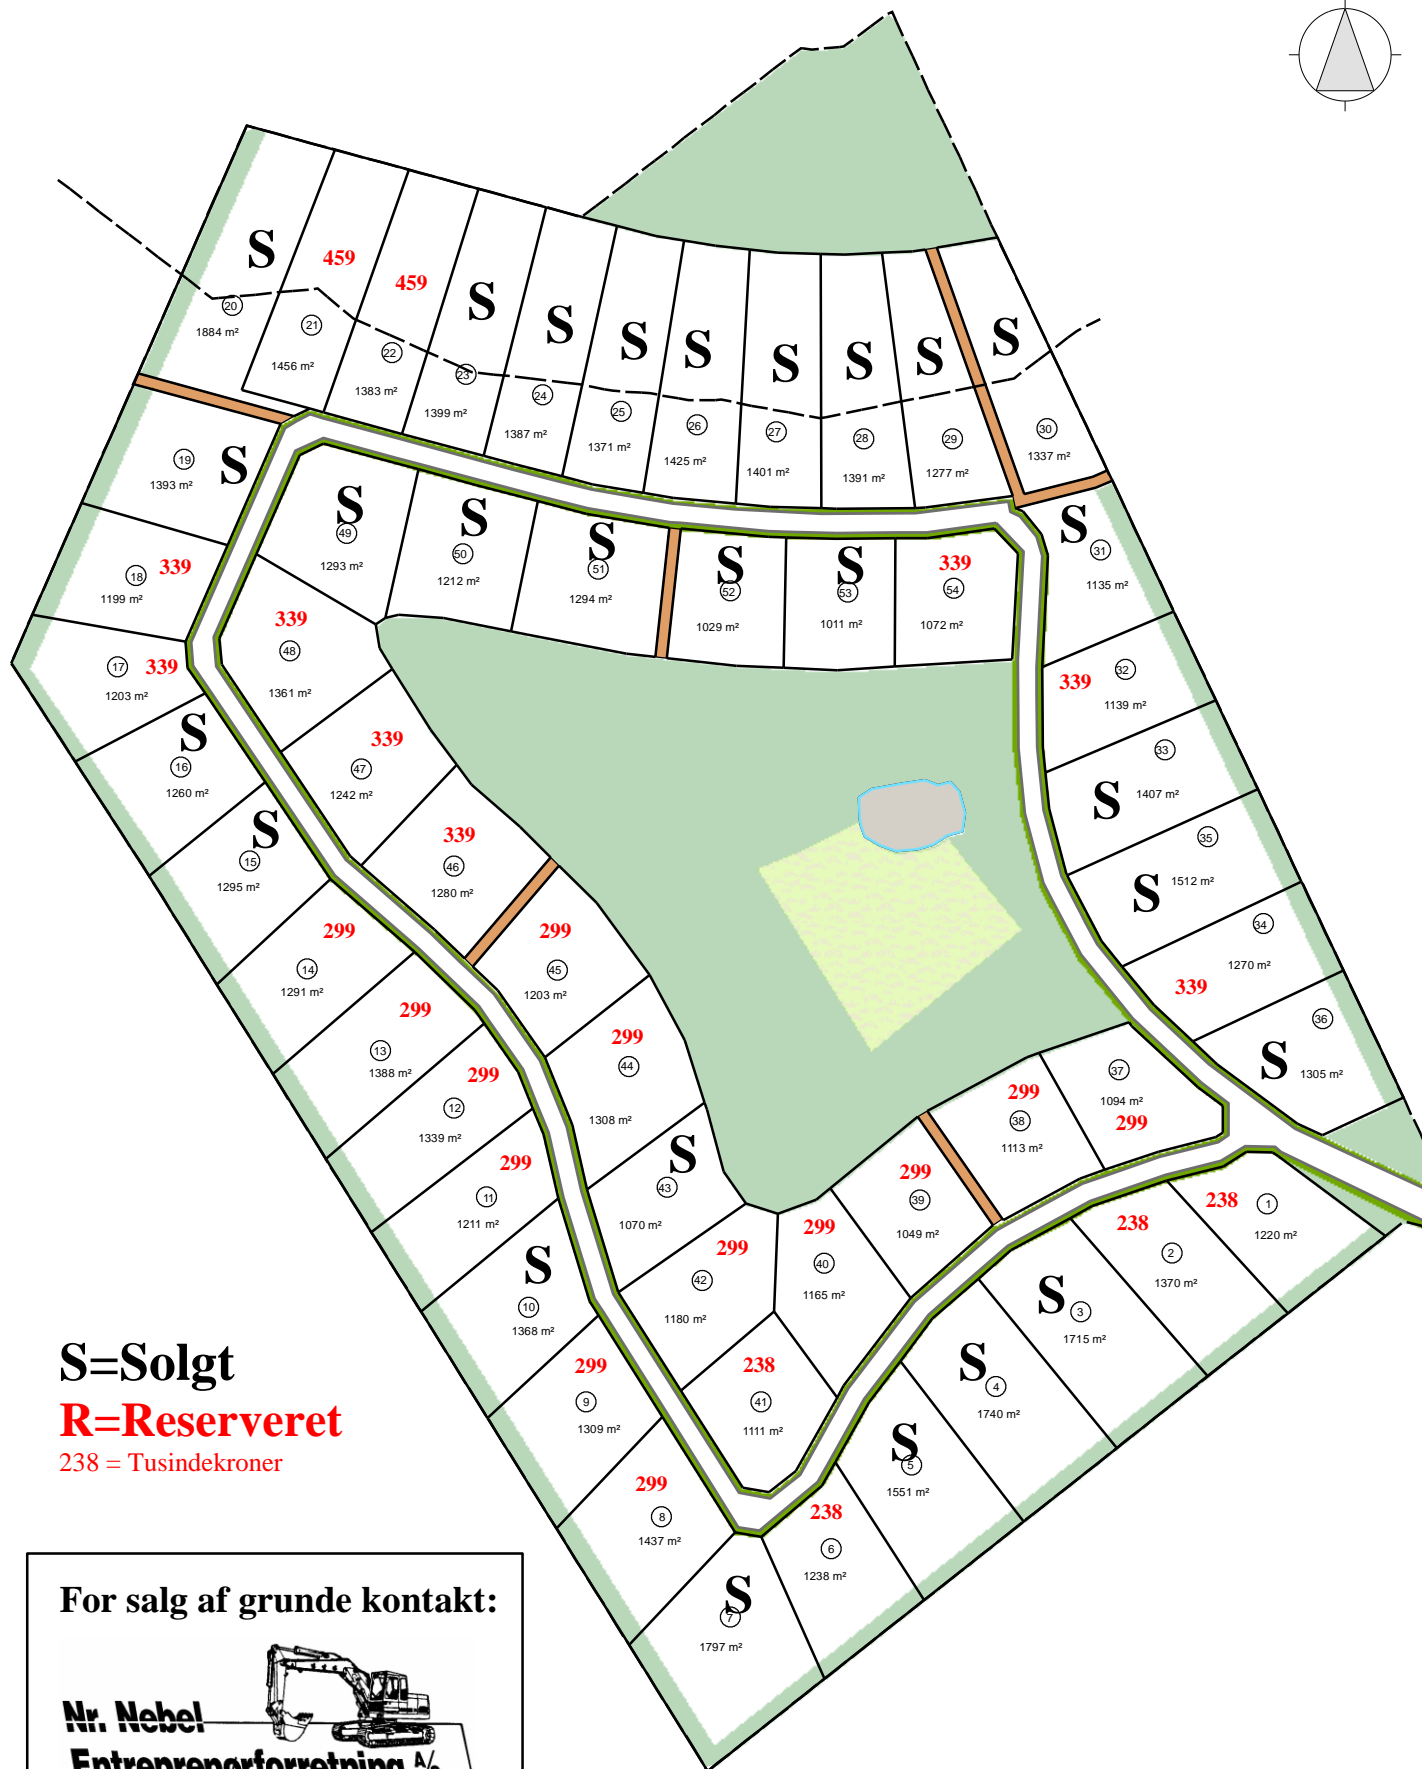 S
20
1884 m²
459
21
1456 m²
459
22
1383 m²
S
23
1399 m²
S
24
1387 m²
S
25
1371 m²
S
26
1425 m²
S
27
1401 m²
S
28
1391 m²
S
29
1277 m²
S
30
1337 m²
19
S
1393 m²
18
339
1199 m²
17
339
1203 m²
S
16
1260 m²
S
15
1295 m²
299
14
1291 m²
299
13
1388 m²
299
12
1339 m²
299
11
1211 m²
S
10
1368 m²
299
9
1309 m²
299
8
1437 m²
S
7
1797 m²
S
49
1293 m²
S
50
1212 m²
S
51
1294 m²
S
52
1029 m²
S
53
1011 m²
339
54
1072 m²
339
48
1361 m²
339
47
1242 m²
339
46
1280 m²
299
45
1203 m²
299
44
1308 m²
S
43
1070 m²
299
42
1180 m²
238
41
1111 m²
299
40
1165 m²
299
39
1049 m²
299
38
1113 m²
37
1094 m²
299
S
31
1135 m²
32
339
1139 m²
33
S
1407 m²
35
S
1512 m²
34
1270 m²
339
36
S
1305 m²
238
1
1220 m²
238
2
1370 m²
S
3
1715 m²
S
4
1740 m²
S
5
1551 m²
238
6
1238 m²
S=Solgt
R=Reserveret
238 = Tusindekroner
For salg af grunde kontakt:
Nr. Nebel
Entreprenørforretning A/S